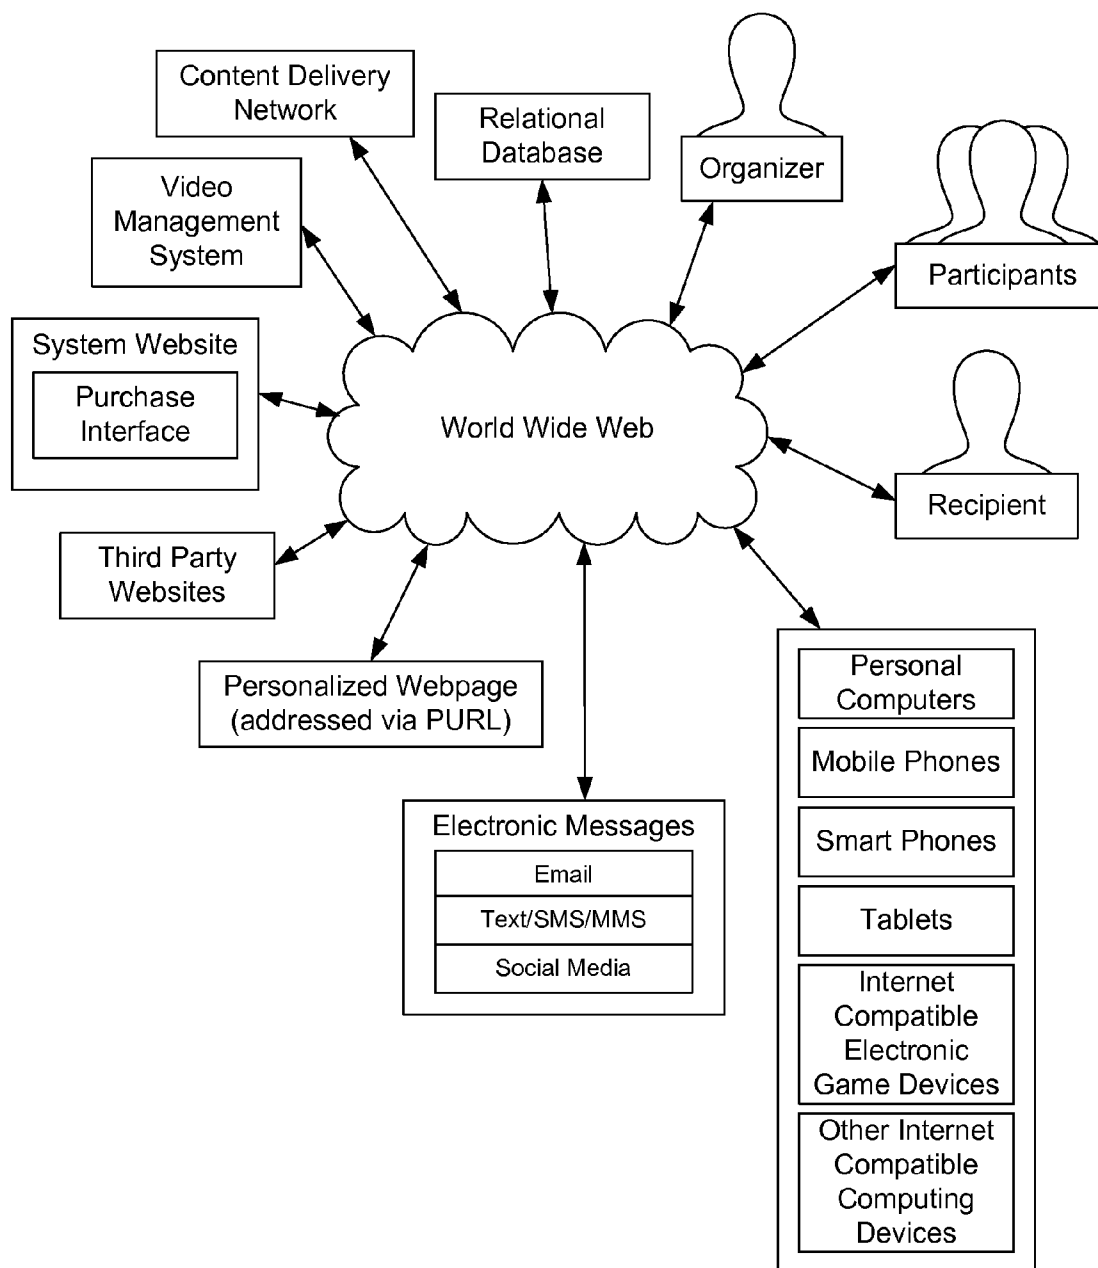 Content Delivery
Network
Relational
Database
Organizer
Video
Management
System
Participants
System Website
Purchase
Interface
World Wide Web
Recipient
Third Party
Websites
Personalized Webpage
(addressed via PURL)
Electronic Messages
Email
Text/SMS/MMS
Social Media
Personal
Computers
Mobile Phones
Smart Phones
Tablets
Internet
Compatible
Electronic
Game Devices
Other Internet
Compatible
Computing
Devices